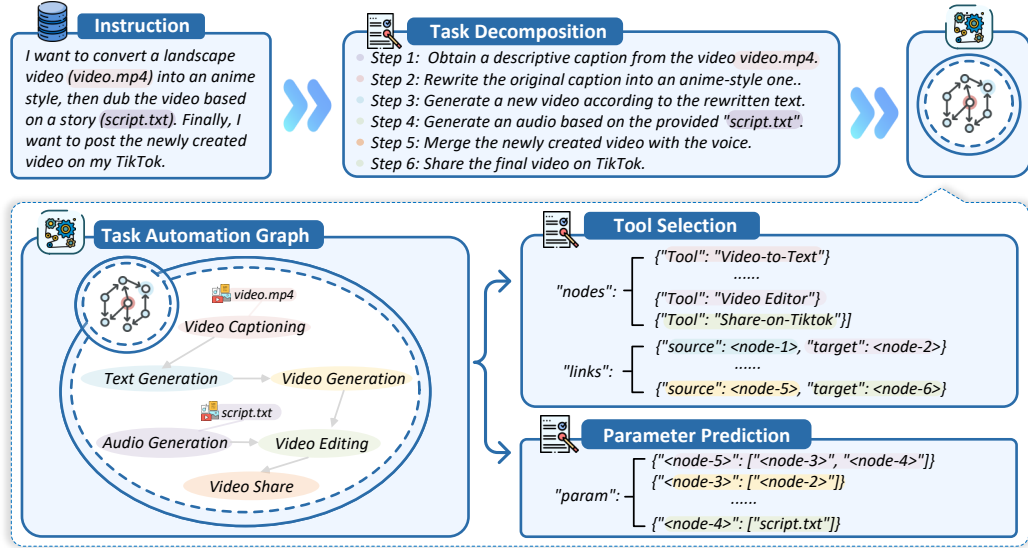 Instruction
I want to convert a landscape
video (video.mp4) into an anime
style, then dub the video based
on a story (script.txt). Finally, I
want to post the newly created
video on my TikTok.
Task Decomposition
Step 1: Obtain a descriptive caption from the video video.mp4.
Step 2: Rewrite the original caption into an anime-style one..
Step 3: Generate a new video according to the rewritten text.
Step 4: Generate an audio based on the provided "script.txt".
Step 5: Merge the newly created video with the voice.
Step 6: Share the final video on TikTok.
Task Automation Graph
video.mp4
Video Captioning
Text Generation
Video Generation
script.txt
Audio Generation
Video Editing
Video Share
Tool Selection
"nodes":
{"Tool": "Video-to-Text"}
......
{"Tool": "Video Editor"}
{"Tool": "Share-on-Tiktok"}]
"links":
{"source": <node-1>, "target": <node-2>}
......
{"source": <node-5>, "target": <node-6>}
Parameter Prediction
"param":
{"<node-5>": ["<node-3>", "<node-4>"]}
{"<node-3>": ["<node-2>"]}
......
{"<node-4>": ["script.txt"]}